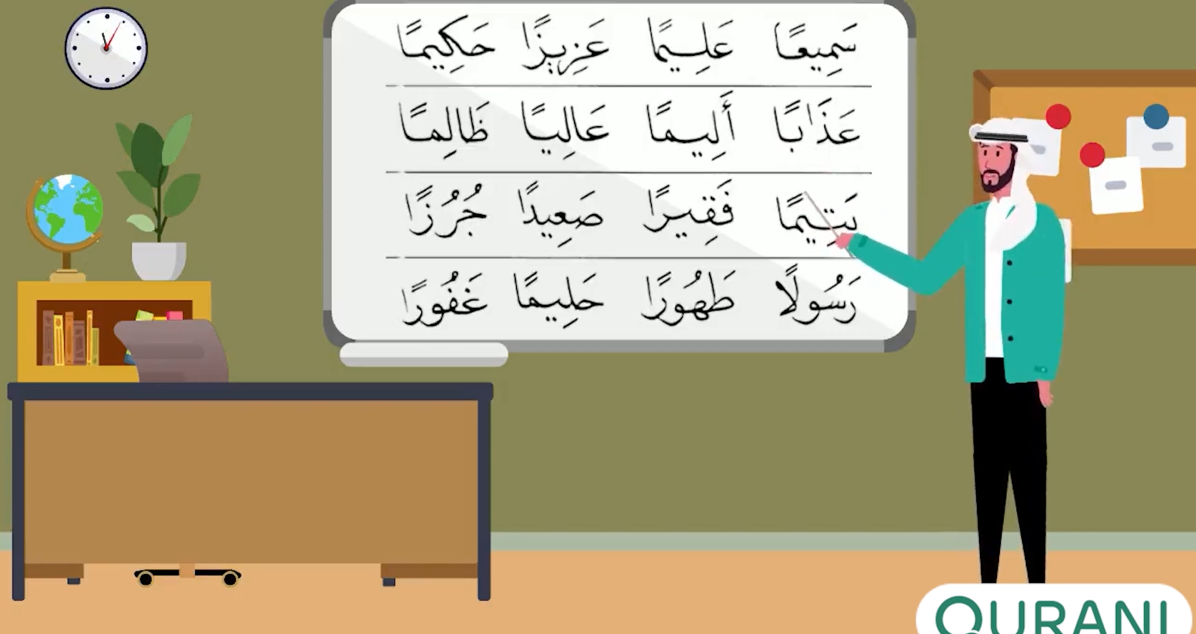 سَمِيعًا عَلِيمًا عَزِيزًا حَكِيمًا
عَذَابًا أَلِيمًا عَالِيًا ظَالِمًا
يَتِيمًا فَقِيرًا صَعِيدًا جُرُزًا
رَسُولًا طَهُورًا حَلِيمًا غَفُورًا
QURANI